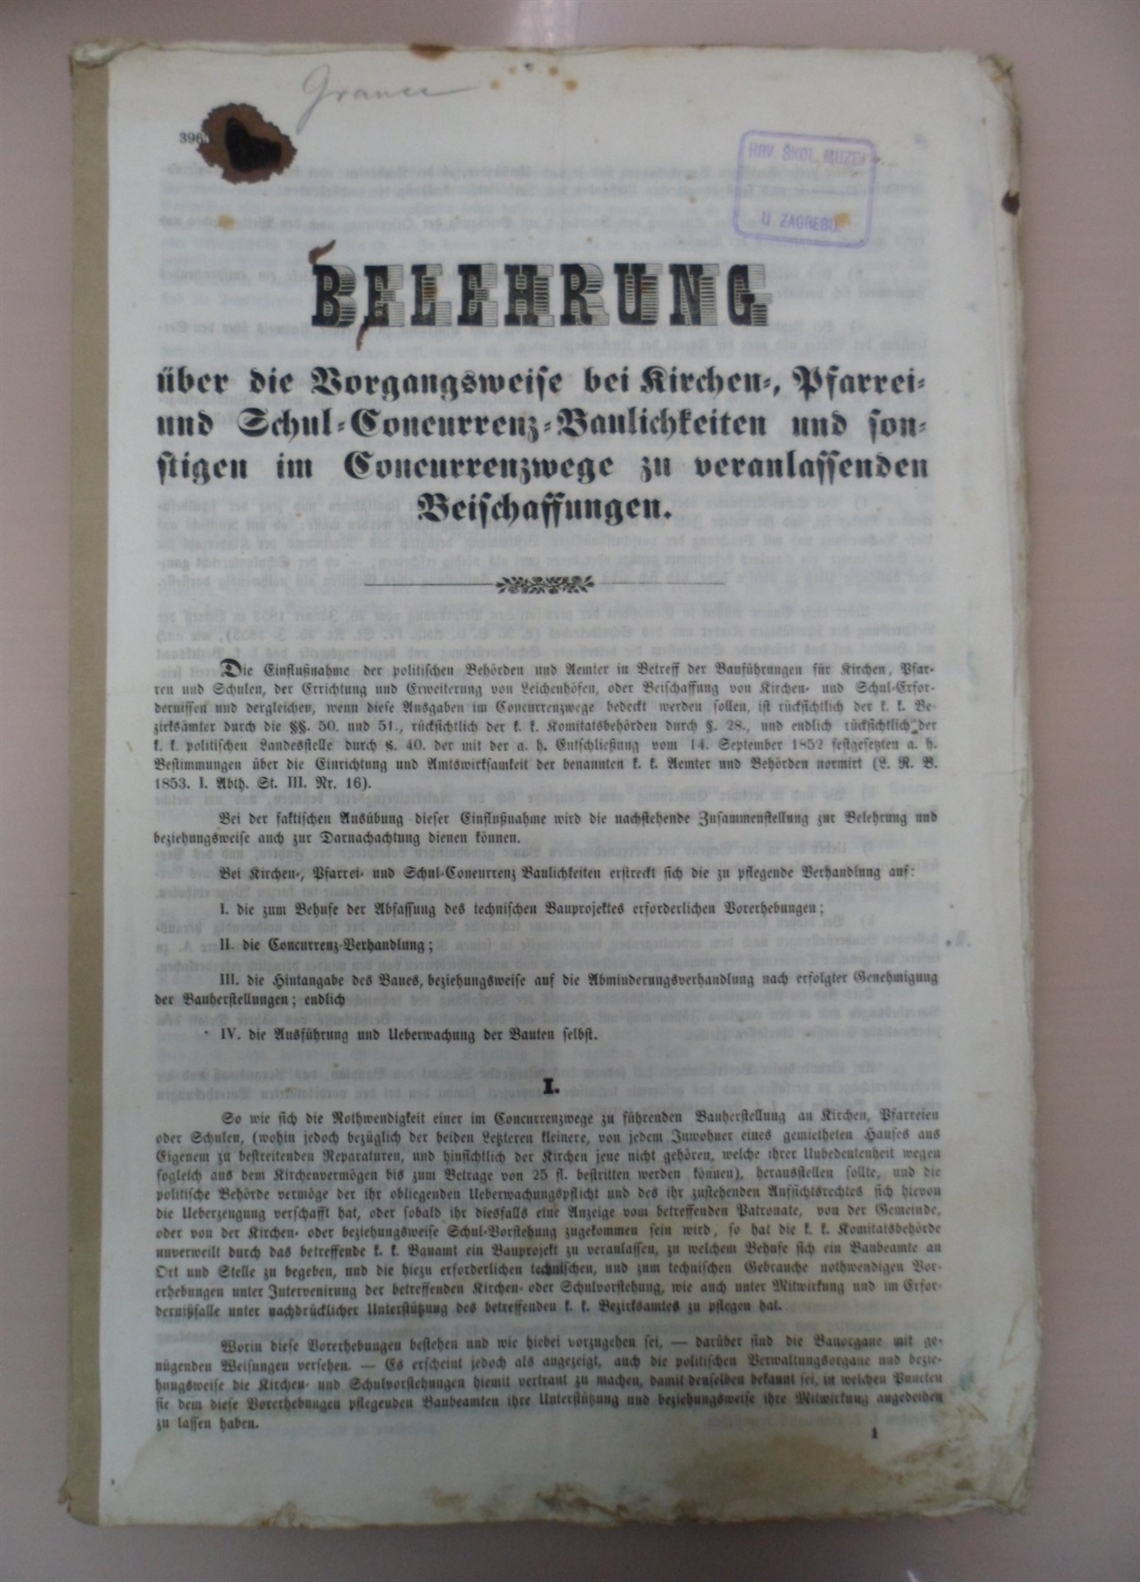 396
HRV. ŠKOL. MUZEJ
U ZAGREBU
BELEHRUNG
über die Vorgangsweise bei Kirchen-, Pfarrei-
und Schul-Concurrenz-Baulichkeiten und son-
stigen im Concurrenzwege zu veranlassenden
Beischaffungen.
Die Einflußnahme der politischen Behörden und Aemter in Betreff der Bauführungen für Kirchen, Pfar-
ren und Schulen, der Errichtung und Erweiterung von Leichenhöfen, oder Beischaffung von Kirchen- und Schul-Erfor-
dernissen und dergleichen, wenn diese Ausgaben im Concurrenzwege bedeckt werden sollen, ist rücksichtlich der k. k. Be-
zirksämter durch die §§. 50. und 51., rücksichtlich der k. k. Komitatsbehörden durch §. 28., und endlich rücksichtlich der
k. k. politischen Landesstelle durch §. 40. der mit der a. h. Entschließung vom 14. September 1852 festgesetzten a. h.
Bestimmungen über die Einrichtung und Amtswirksamkeit der benannten k. k. Aemter und Behörden normirt (L. R. B.
1853. I. Abth. St. III. Nr. 16).
Bei der faktischen Ausübung dieser Einflußnahme wird die nachstehende Zusammenstellung zur Belehrung und
beziehungsweise auch zur Darnachachtung dienen können.
Bei Kirchen-, Pfarrei- und Schul-Concurrenz Baulichkeiten erstreckt sich die zu pflegende Verhandlung auf:
I. die zum Behufe der Abfassung des technischen Bauprojektes erforderlichen Vorerhebungen;
II. die Concurrenz-Verhandlung;
III. die Hintangabe des Baues, beziehungsweise auf die Abminderungsverhandlung nach erfolgter Genehmigung
der Bauherstellungen; endlich
IV. die Ausführung und Ueberwachung der Bauten selbst.
I.
So wie sich die Nothwendigkeit einer im Concurrenzwege zu führenden Bauherstellung an Kirchen, Pfarreien
oder Schulen, (wohin jedoch bezüglich der beiden Letzteren kleinere, von jedem Inwohner eines gemietheten Hauses aus
Eigenem zu bestreitenden Reparaturen, und hinsichtlich der Kirchen jene nicht gehören, welche ihrer Unbedeutenheit wegen
sogleich aus dem Kirchenvermögen bis zum Betrage von 25 fl. bestritten werden können), herausstellen sollte, und die
politische Behörde vermöge der ihr obliegenden Ueberwachungspflicht und des ihr zustehenden Aufsichtsrechtes sich hievon
die Ueberzeugung verschafft hat, oder sobald ihr diesfalls eine Anzeige vom betreffenden Patronate, von der Gemeinde,
oder von der Kirchen- oder beziehungsweise Schul-Vorstehung zugekommen sein wird, so hat die k. k. Komitatsbehörde
unverweilt durch das betreffende k. k. Bauamt ein Bauprojekt zu veranlassen, zu welchem Behufe sich ein Baubeamte an
Ort und Stelle zu begeben, und die hiezu erforderlichen technischen, und zum technischen Gebrauche nothwendigen Vor-
erhebungen unter Intervenirung der betreffenden Kirchen- oder Schulvorstehung, wie auch unter Mitwirkung und im Erfor-
dernißfalle unter nachdrücklicher Unterstützung des betreffenden k. k. Bezirksamtes zu pflegen hat.
Worin diese Vorerhebungen bestehen und wie hiebei vorzugehen sei, — darüber sind die Bauorgane mit ge-
nügenden Weisungen versehen. — Es erscheint jedoch als angezeigt, auch die politischen Verwaltungsorgane und bezie-
hungsweise die Kirchen- und Schulvorstehungen hiemit vertraut zu machen, damit denselben bekannt sei, in welchen Puncten
sie dem diese Vorerhebungen pflegenden Baubeamten ihre Unterstützung und beziehungsweise ihre Mitwirkung angedeihen
zu lassen haben.
1